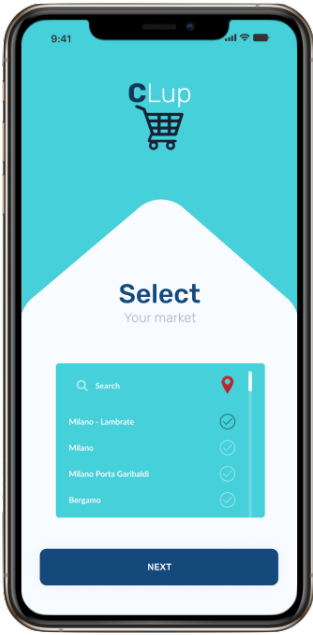 9:41
CLup
Select
Your market
Search
Milano - Lambrate
Milano
Milano Porta Garibaldi
Bergamo
NEXT